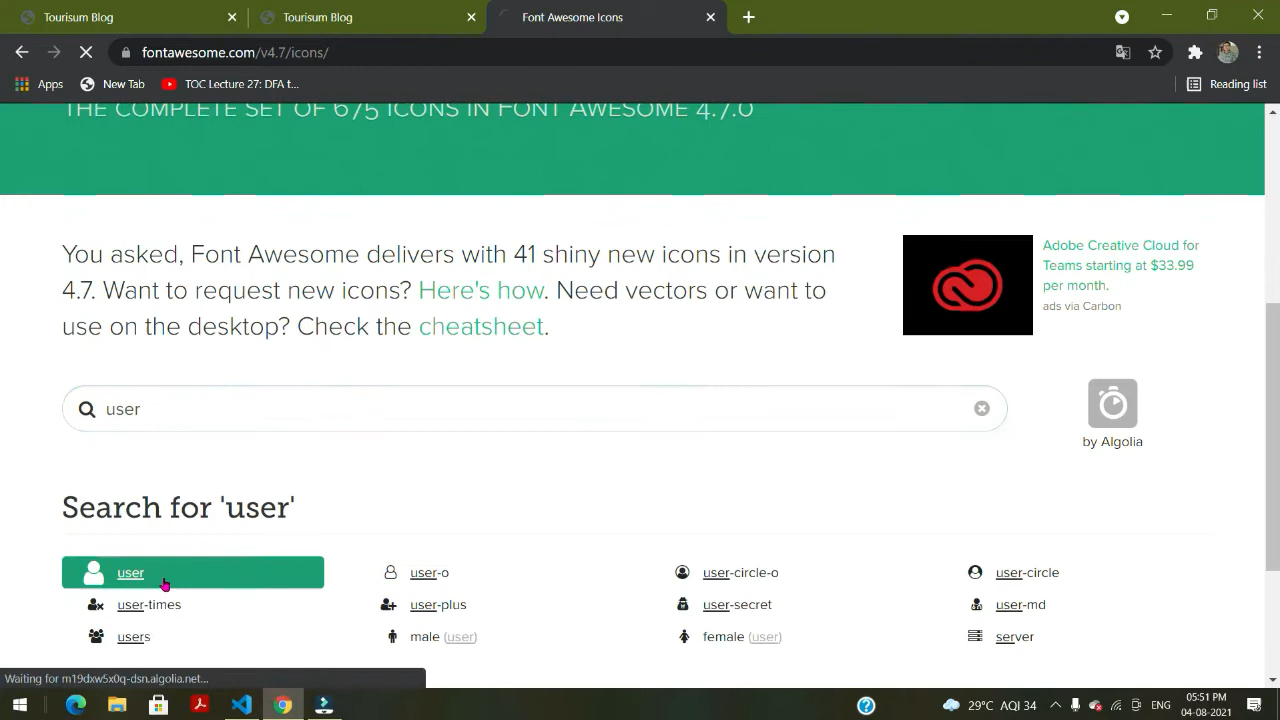 Tourisum Blog
Tourisum Blog
Font Awesome Icons
fontawesome.com/v4.7/icons/
Apps
New Tab
TOC Lecture 27: DFA t...
Reading list
THE COMPLETE SET OF 675 ICONS IN FONT AWESOME 4.7.0
You asked, Font Awesome delivers with 41 shiny new icons in version
4.7. Want to request new icons? Here's how. Need vectors or want to
use on the desktop? Check the cheatsheet.
Adobe Creative Cloud for
Teams starting at $33.99
per month.
ads via Carbon
user
by Algolia
Search for 'user'
user
user-o
user-circle-o
user-circle
user-times
user-plus
user-secret
user-md
users
male (user)
female (user)
server
Waiting for m19dxw5x0q-dsn.algolia.net...
29°C AQI 34
ENG
05:51 PM
04-08-2021